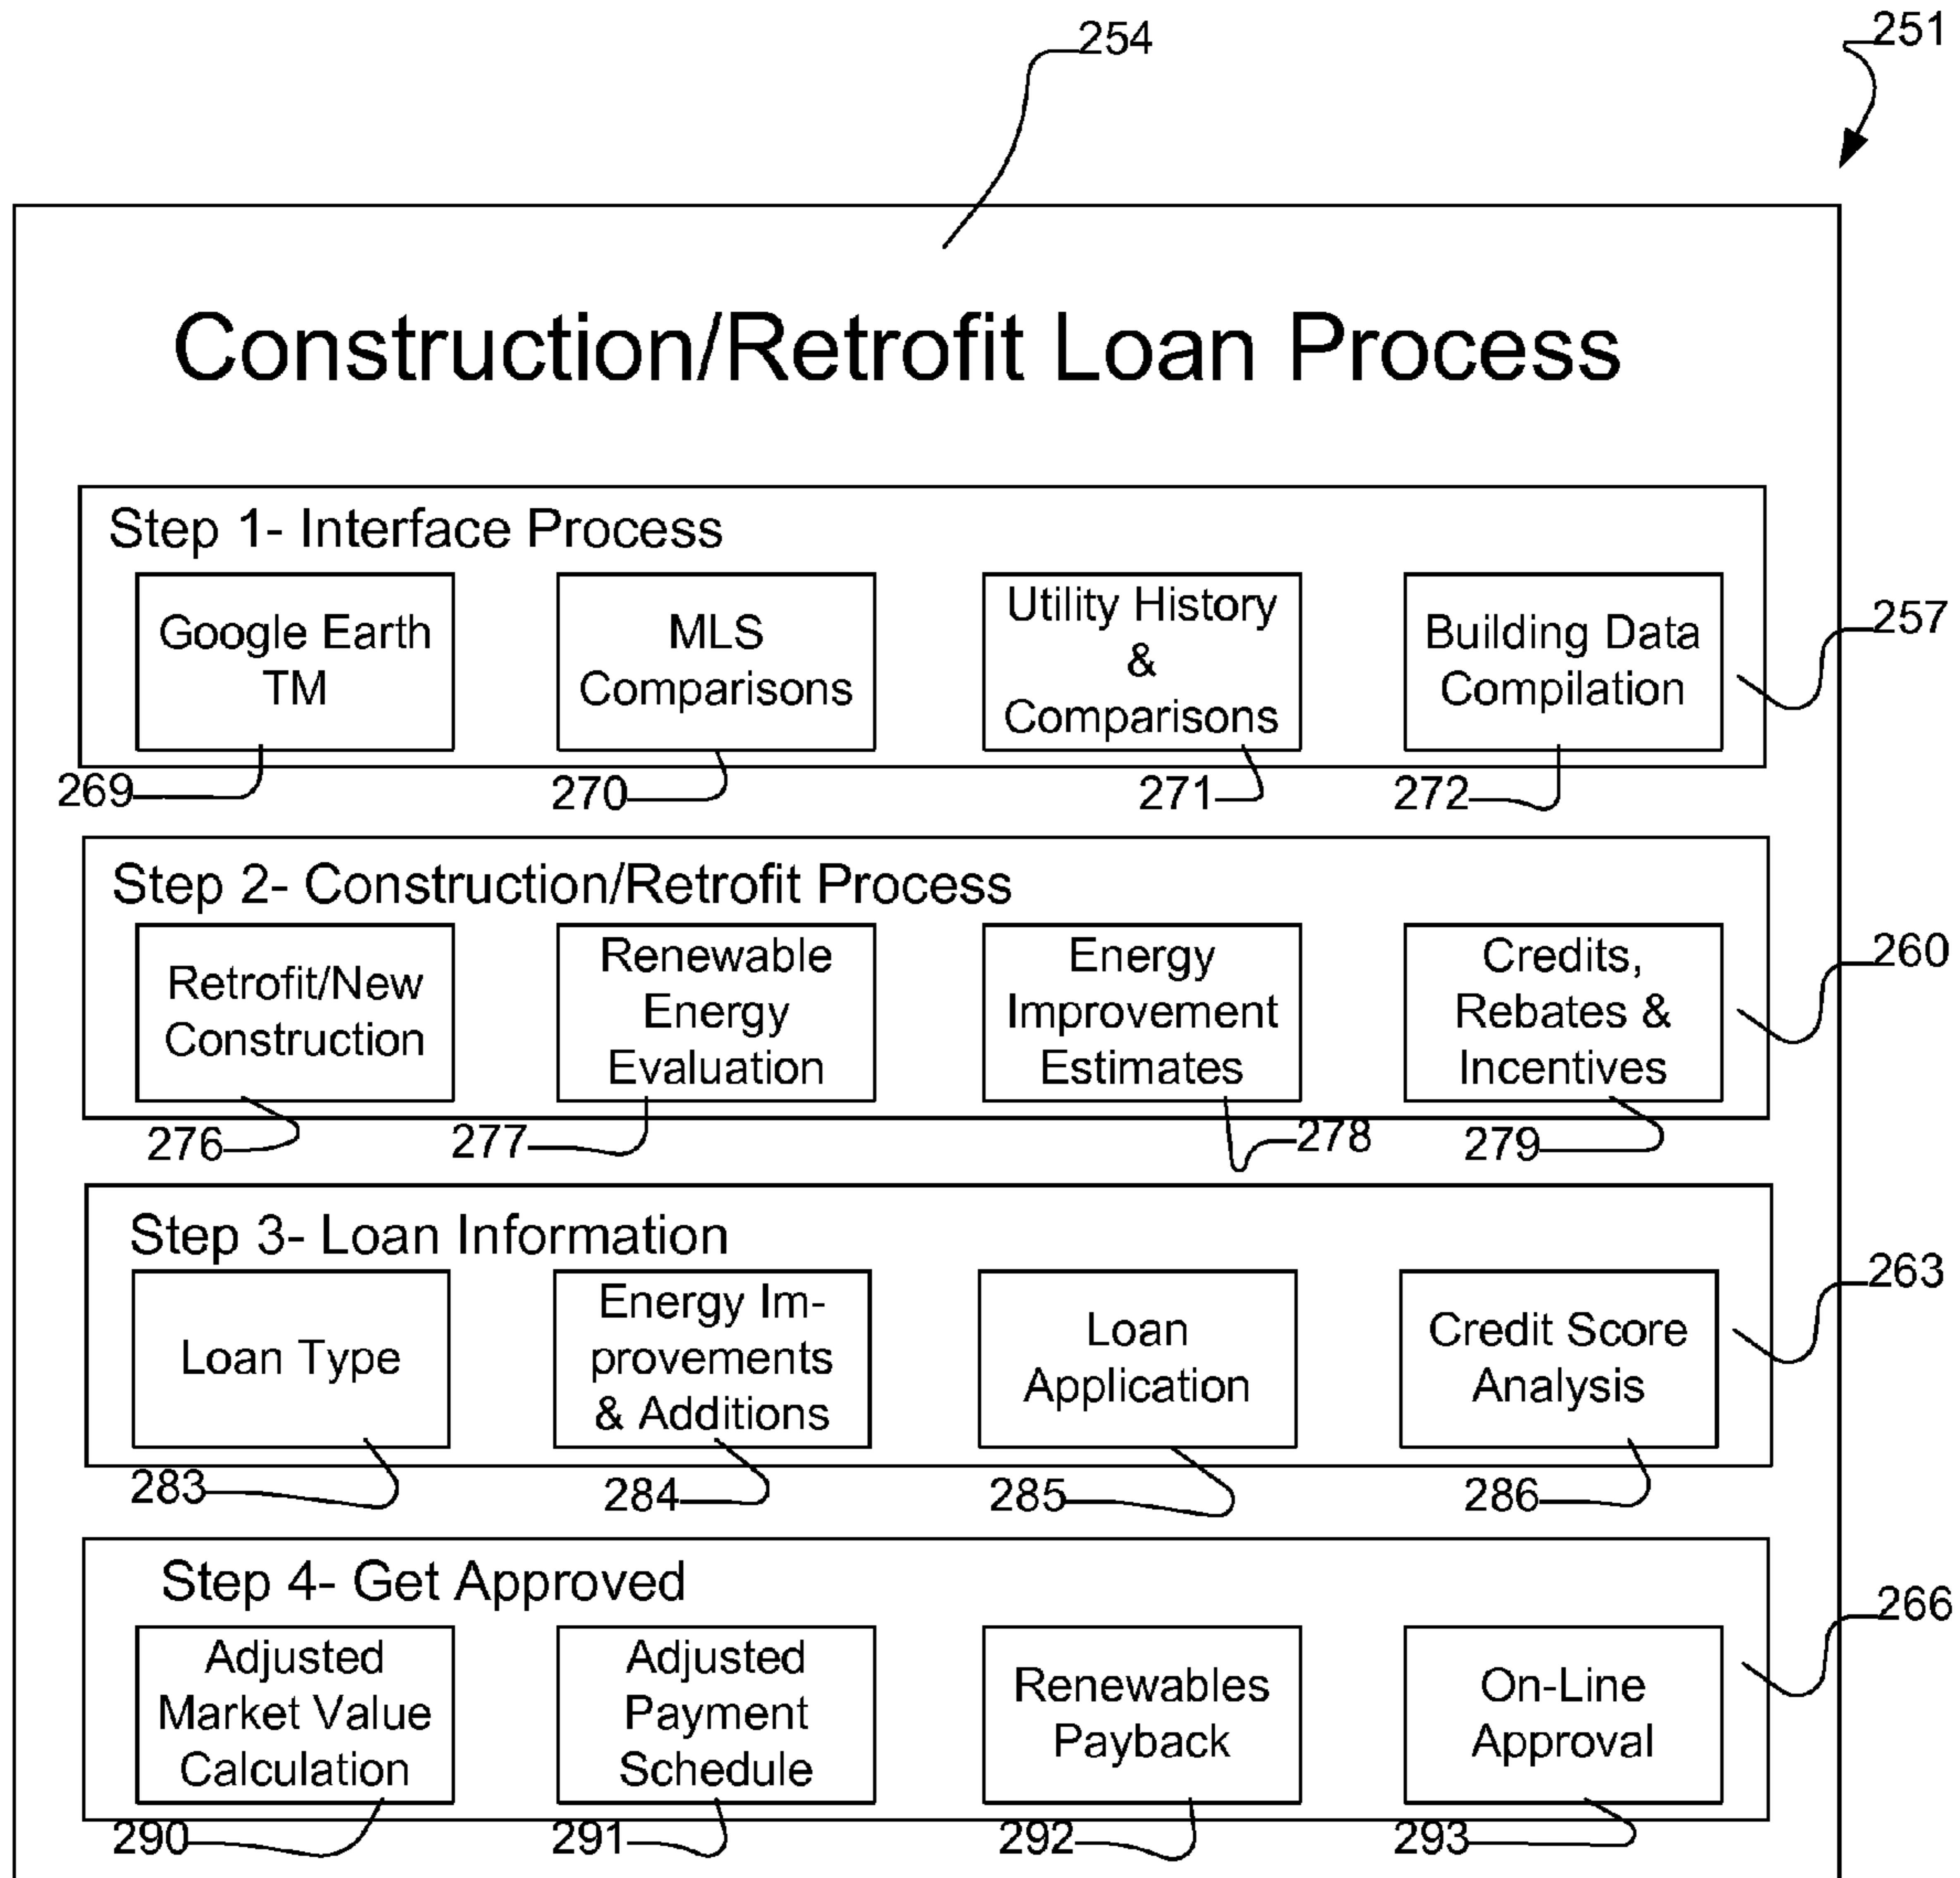 254
251
Construction/Retrofit Loan Process
Step 1- Interface Process
Google Earth
TM
MLS
Comparisons
Utility History
&
Comparisons
Building Data
Compilation
257
269
270
271
272
Step 2- Construction/Retrofit Process
Retrofit/New
Construction
Renewable
Energy
Evaluation
Energy
Improvement
Estimates
Credits,
Rebates &
Incentives
260
276
277
278
279
Step 3- Loan Information
Loan Type
Energy Im-
provements
& Additions
Loan
Application
Credit Score
Analysis
263
283
284
285
286
Step 4- Get Approved
Adjusted
Market Value
Calculation
Adjusted
Payment
Schedule
Renewables
Payback
On-Line
Approval
266
290
291
292
293